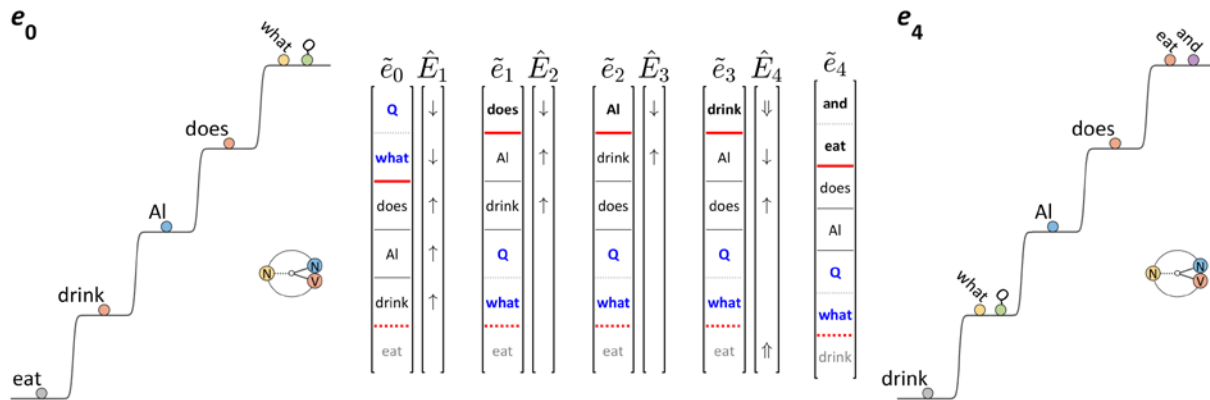 e0
what Q
does
Al
drink
eat
N N V
ẽ0 Ê1 ẽ1 Ê2 ẽ2 Ê3 ẽ3 Ê4 ẽ4
Q ↓ does ↓ Al ↓ drink ⇓ and
what ↓ Al ↑ drink ↑ Al ↓ eat
does ↑ drink ↑ does does ↑ does
Al ↑ Q Q Q Al
drink ↑ what what what Q
eat eat eat eat ⇑ what
drink
e4
eat and
does
Al
what Q
drink
N N V